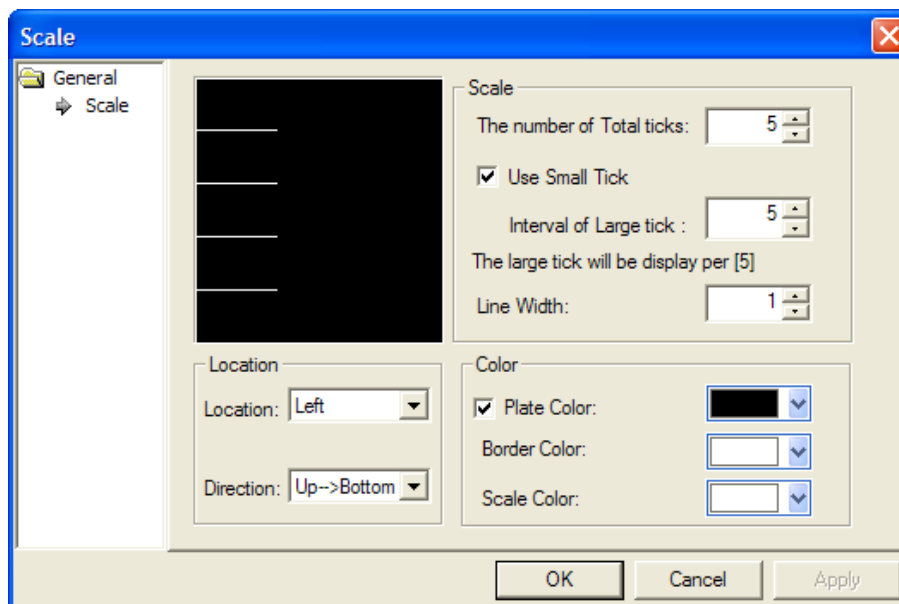 Scale
General
Scale
Scale
The number of Total ticks: 5
Use Small Tick
Interval of Large tick : 5
The large tick will be display per [5]
Line Width: 1
Location
Location: Left
Direction: Up-->Bottom
Color
Plate Color:
Border Color:
Scale Color:
OK Cancel Apply